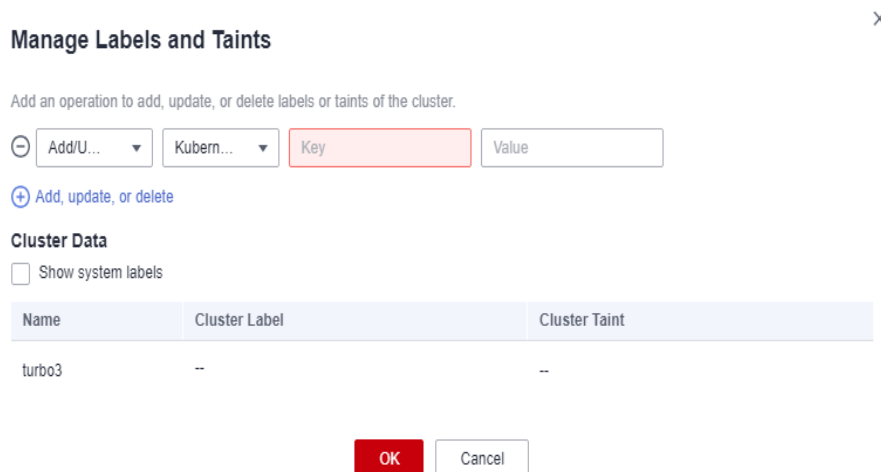 Manage Labels and Taints
Add an operation to add, update, or delete labels or taints of the cluster.
Add/U... Kubern... Key Value
Add, update, or delete
Cluster Data
Show system labels
Name Cluster Label Cluster Taint
turbo3 -- --
OK Cancel